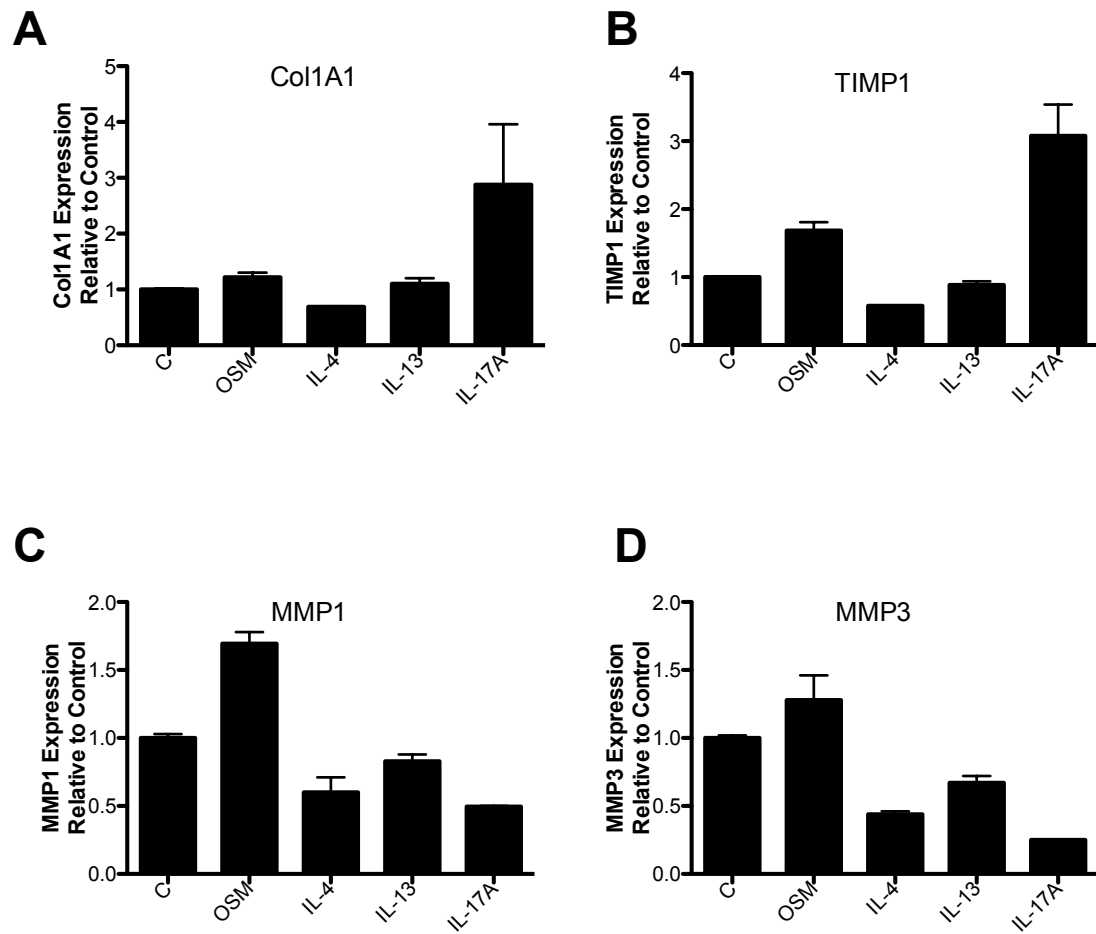 A
Col1A1
Col1A1 Expression
Relative to Control
5
4
3
2
1
0
C
OSM
IL-4
IL-13
IL-17A
B
TIMP1
TIMP1 Expression
Relative to Control
4
3
2
1
0
C
OSM
IL-4
IL-13
IL-17A
C
MMP1
MMP1 Expression
Relative to Control
2.0
1.5
1.0
0.5
0.0
C
OSM
IL-4
IL-13
IL-17A
D
MMP3
MMP3 Expression
Relative to Control
2.0
1.5
1.0
0.5
0.0
C
OSM
IL-4
IL-13
IL-17A